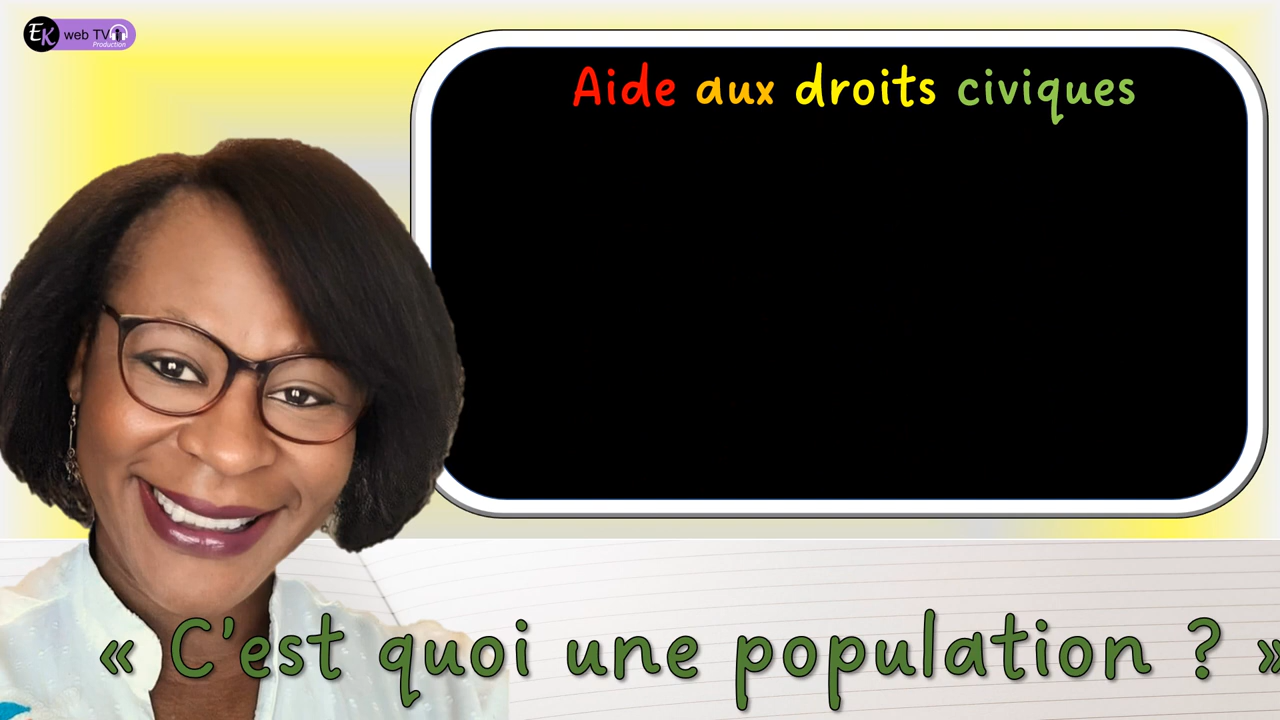 EK web TV
Production
Aide aux droits civiques
« C'est quoi une population ? »